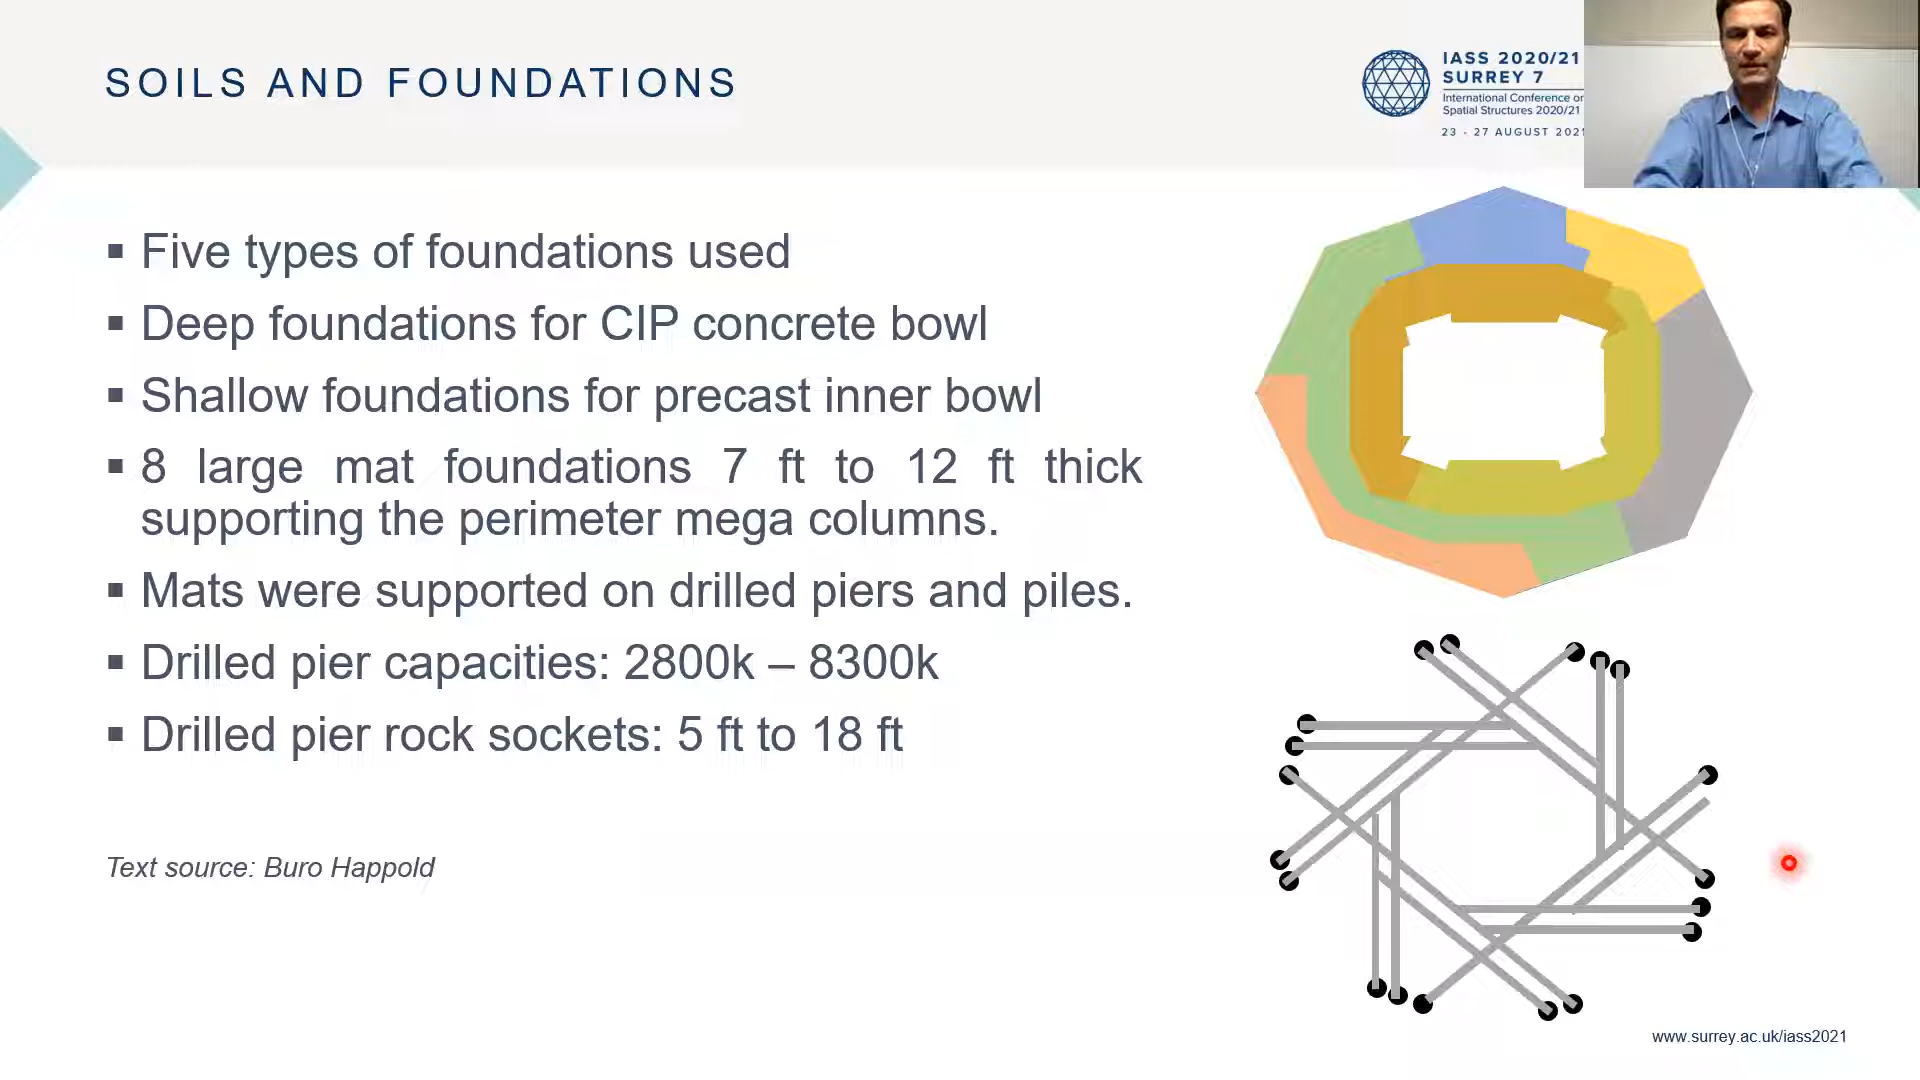 SOILS AND FOUNDATIONS
IASS 2020/21
SURREY 7
International Conference on
Spatial Structures 2020/21
23 - 27 AUGUST 2021
▪ Five types of foundations used
▪ Deep foundations for CIP concrete bowl
▪ Shallow foundations for precast inner bowl
▪ 8 large mat foundations 7 ft to 12 ft thick
supporting the perimeter mega columns.
▪ Mats were supported on drilled piers and piles.
▪ Drilled pier capacities: 2800k – 8300k
▪ Drilled pier rock sockets: 5 ft to 18 ft
Text source: Buro Happold
www.surrey.ac.uk/iass2021